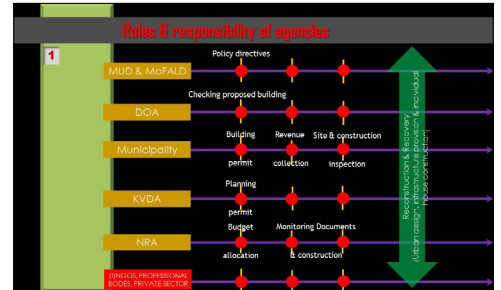 Roles & responsibility of agencies
1
Policy directives
MUD & MoFALD
Checking proposed building
DOA
Building Revenue Site & construction
Municipality
permit collection inspection
Planning
KVDA
permit
Budget Monitoring Documents
NRA
allocation & construction
(I)NGOS, PROFESSIONAL
BODES, PRIVATE SECTOR
Reconstruction & Recovery
(Urban design, infrastructure provision & individual
house construction)